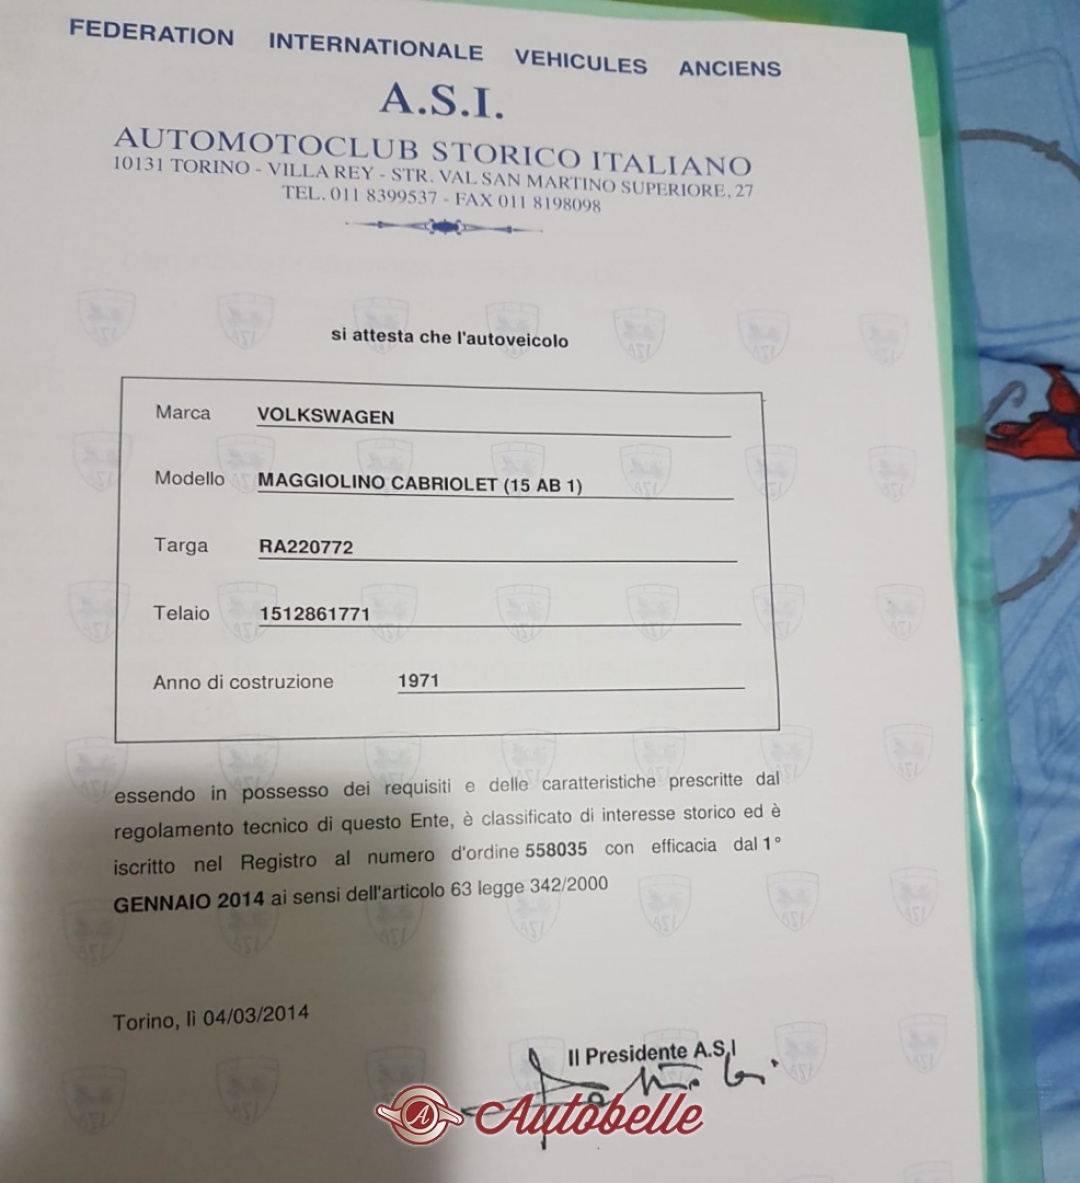 FEDERATION INTERNATIONALE VEHICULES ANCIENS
A.S.I.
AUTOMOTOCLUB STORICO ITALIANO
10131 TORINO - VILLA REY - STR. VAL SAN MARTINO SUPERIORE, 27
TEL. 011 8399537 - FAX 011 8198098
si attesta che l'autoveicolo
Marca VOLKSWAGEN
Modello MAGGIOLINO CABRIOLET (15 AB 1)
Targa RA220772
Telaio 1512861771
Anno di costruzione 1971
essendo in possesso dei requisiti e delle caratteristiche prescritte dal
regolamento tecnico di questo Ente, è classificato di interesse storico ed è
iscritto nel Registro al numero d'ordine 558035 con efficacia dal 1°
GENNAIO 2014 ai sensi dell'articolo 63 legge 342/2000
Torino, lì 04/03/2014
Il Presidente A.S.I
A Autobelle